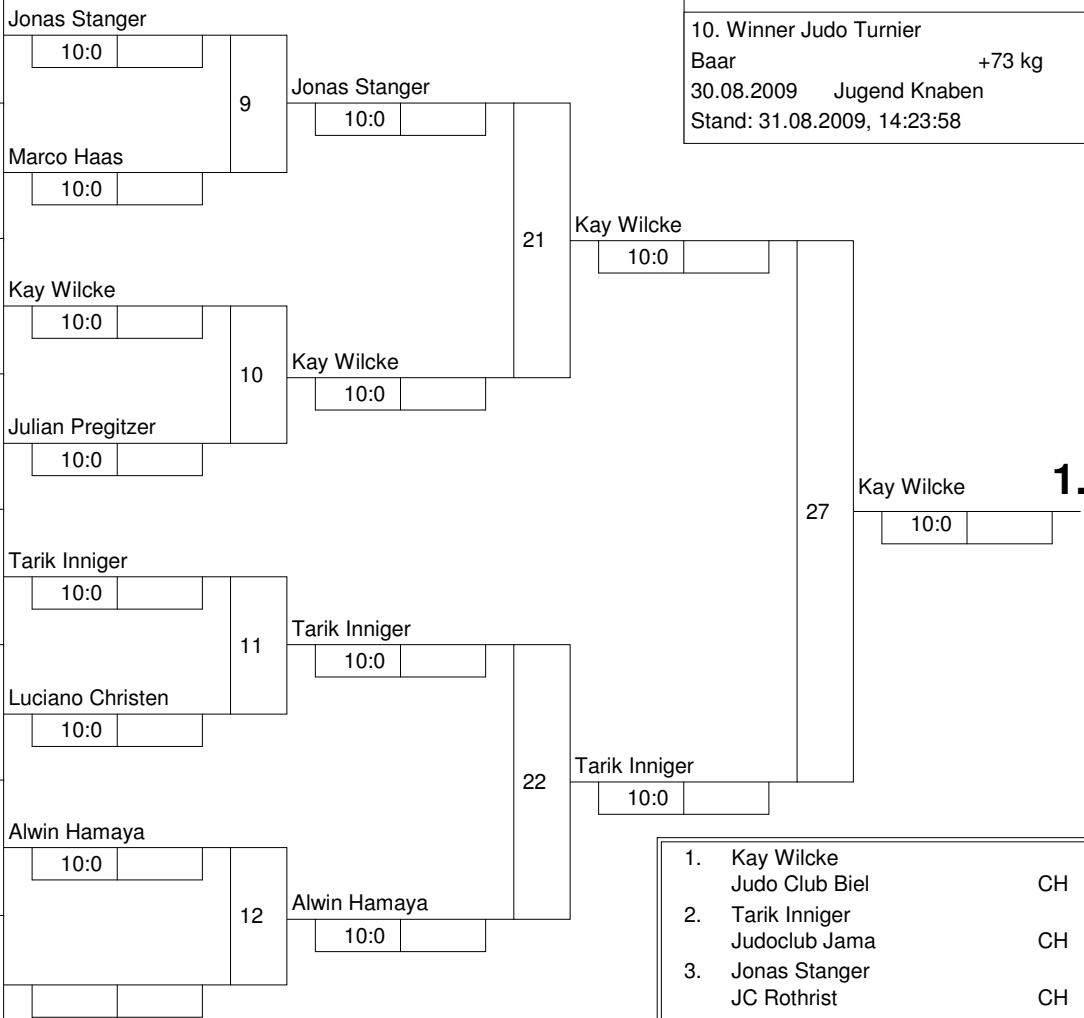 10. Winner Judo Turnier
Baar +73 kg
30.08.2009 Jugend Knaben
Stand: 31.08.2009, 14:23:58
Jonas Stanger
10:0
9
Marco Haas
10:0
Kay Wilcke
10:0
10
Julian Pregitzer
10:0
Tarik Inniger
10:0
11
Luciano Christen
10:0
Alwin Hamaya
10:0
12
Jonas Stanger
10:0
21
Kay Wilcke
10:0
Tarik Inniger
10:0
22
Alwin Hamaya
10:0
Kay Wilcke
10:0
27
Tarik Inniger
10:0
Kay Wilcke 1.
10:0
1. Kay Wilcke
Judo Club Biel CH
2. Tarik Inniger
Judoclub Jama CH
3. Jonas Stanger
JC Rothrist CH